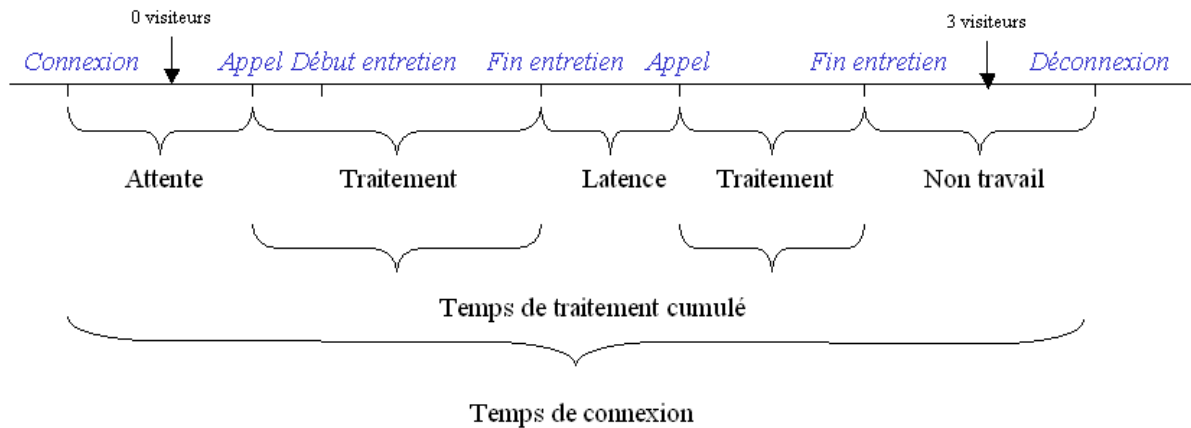 0 visiteurs
3 visiteurs
Connexion Appel Début entretien Fin entretien Appel Fin entretien Déconnexion
Attente Traitement Latence Traitement Non travail
Temps de traitement cumulé
Temps de connexion